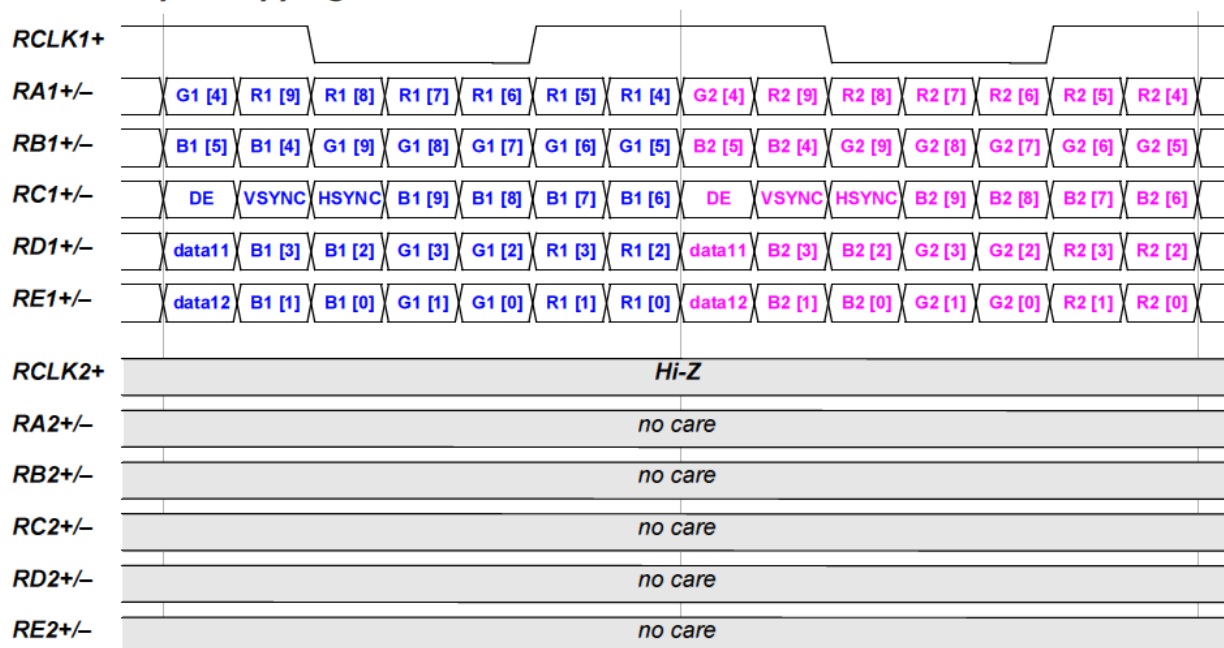 RCLK1+
RA1+/– G1 [4] R1 [9] R1 [8] R1 [7] R1 [6] R1 [5] R1 [4] G2 [4] R2 [9] R2 [8] R2 [7] R2 [6] R2 [5] R2 [4]
RB1+/– B1 [5] B1 [4] G1 [9] G1 [8] G1 [7] G1 [6] G1 [5] B2 [5] B2 [4] G2 [9] G2 [8] G2 [7] G2 [6] G2 [5]
RC1+/– DE VSYNC HSYNC B1 [9] B1 [8] B1 [7] B1 [6] DE VSYNC HSYNC B2 [9] B2 [8] B2 [7] B2 [6]
RD1+/– data11 B1 [3] B1 [2] G1 [3] G1 [2] R1 [3] R1 [2] data11 B2 [3] B2 [2] G2 [3] G2 [2] R2 [3] R2 [2]
RE1+/– data12 B1 [1] B1 [0] G1 [1] G1 [0] R1 [1] R1 [0] data12 B2 [1] B2 [0] G2 [1] G2 [0] R2 [1] R2 [0]
RCLK2+ Hi-Z
RA2+/– no care
RB2+/– no care
RC2+/– no care
RD2+/– no care
RE2+/– no care